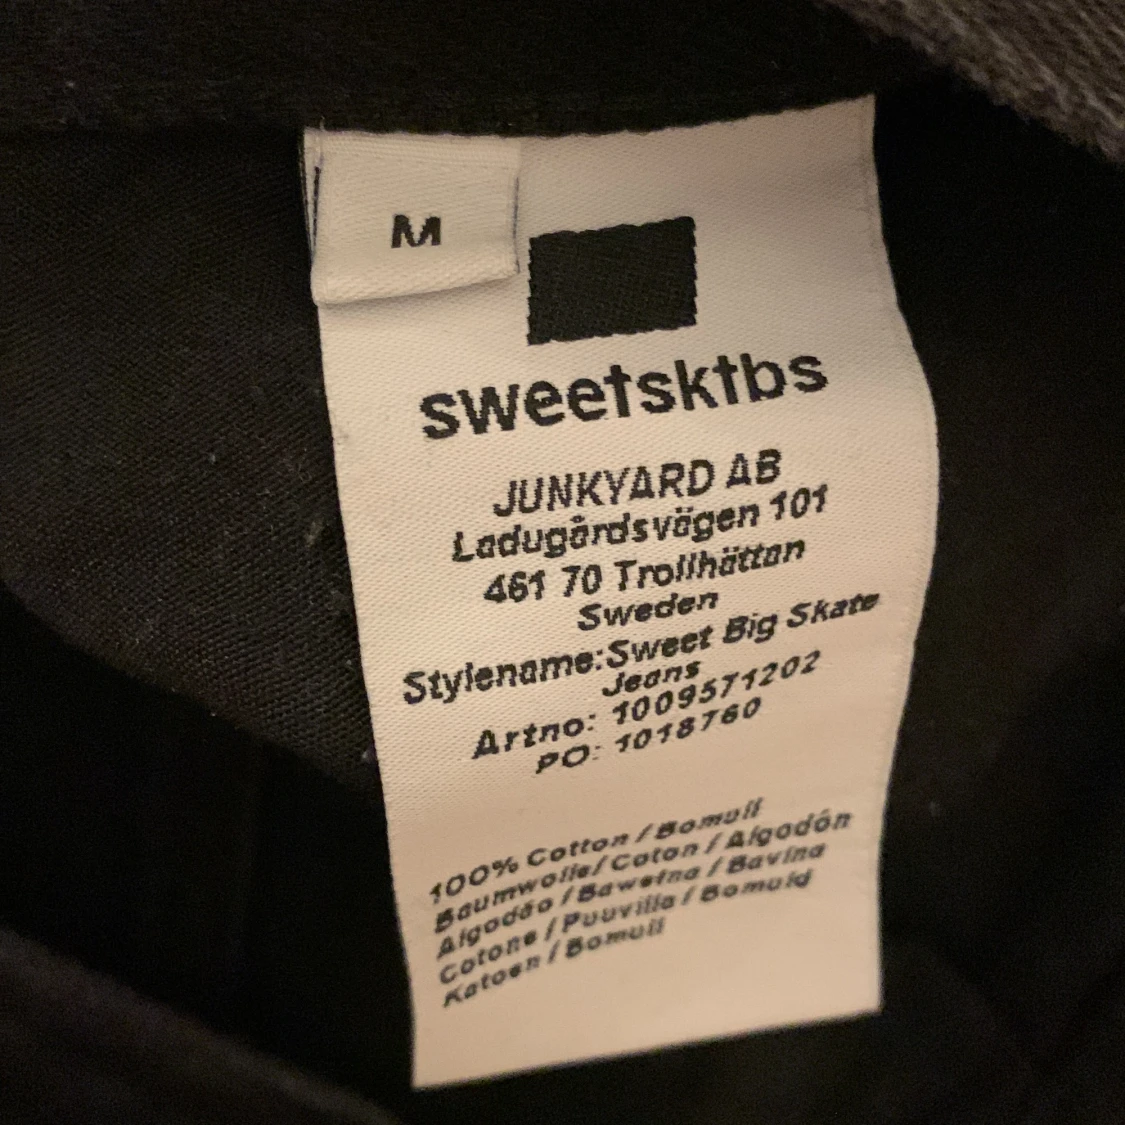 M
sweetsktbs
JUNKYARD AB
Ladugårdsvägen 101
461 70 Trollhättan
Sweden
Stylename:Sweet Big Skate
Jeans
Artno: 1009571202
PO: 1018760
100% Cotton / Bomull
Baumwolle/ Coton / Algodón
Algodão / Bawełna / Bavlna
Cotone / Puuvilla / Bomuld
Katoen / Bomull